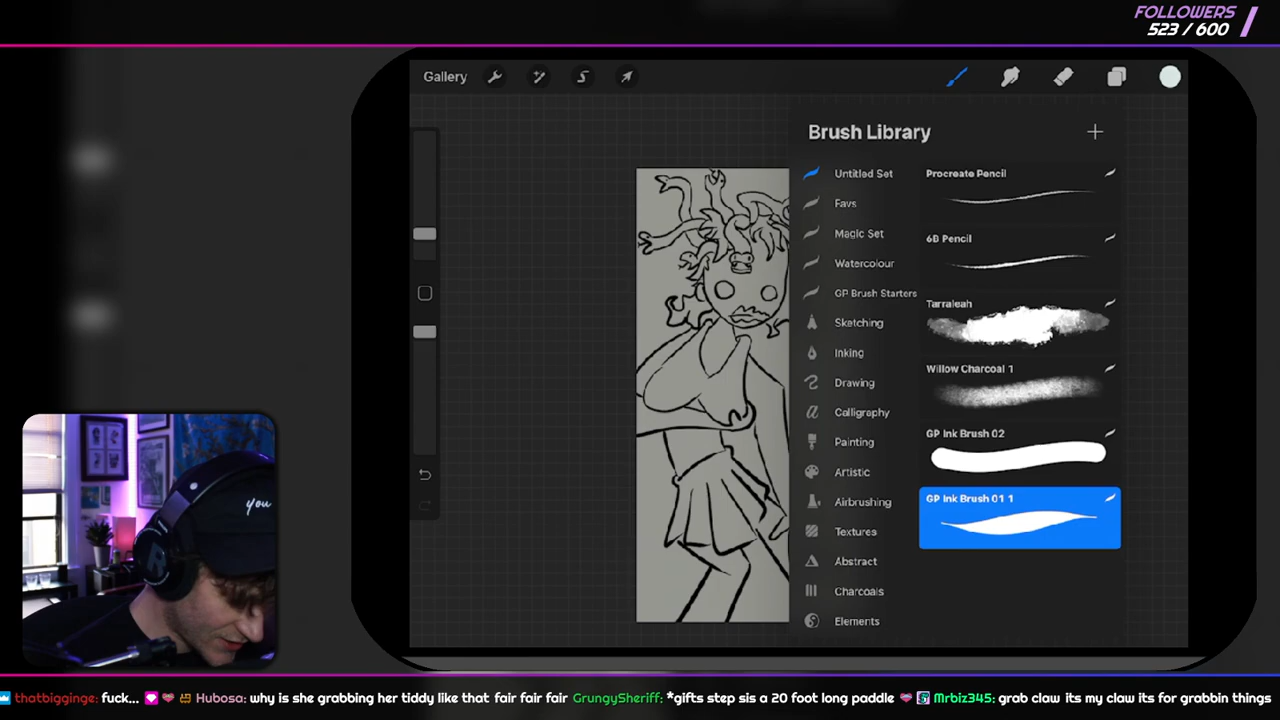 FOLLOWERS
523 / 600
Gallery
Brush Library
Untitled Set
Favs
Magic Set
Watercolour
GP Brush Starters
Sketching
Inking
Drawing
Calligraphy
Painting
Artistic
Airbrushing
Textures
Abstract
Charcoals
Elements
Procreate Pencil
6B Pencil
Tarraleah
Willow Charcoal 1
GP Ink Brush 02
GP Ink Brush 01 1
you
thatbigginge: fuck... Hubosa: why is she grabbing her tiddy like that fair fair fair GrungySheriff: *gifts step sis a 20 foot long paddle Mrbiz345: grab claw its my claw its for grabbin things